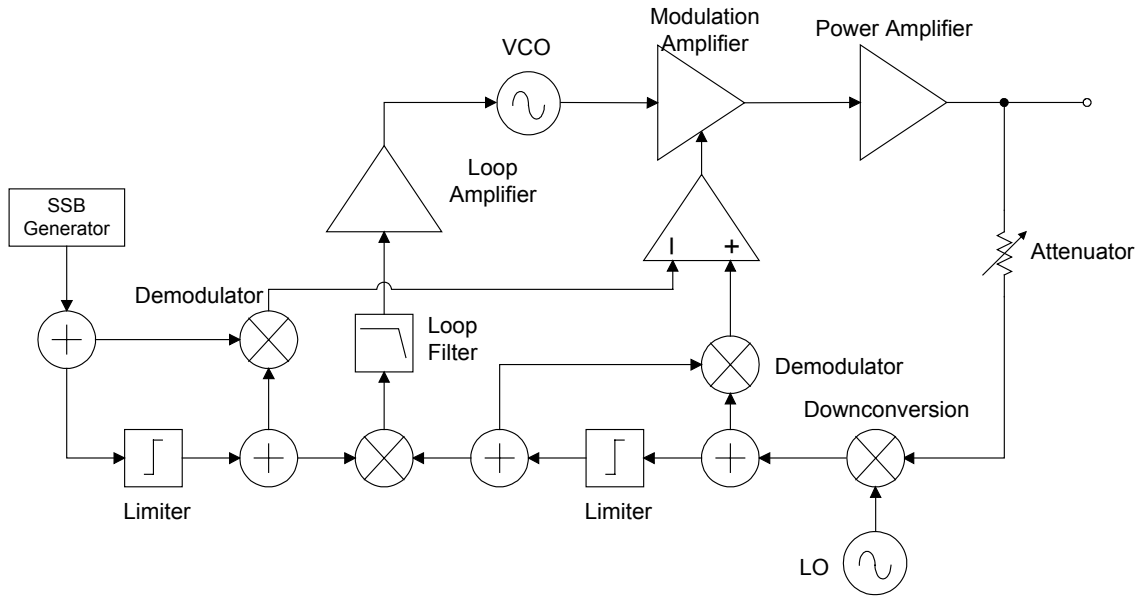 Modulation
Amplifier
Power Amplifier
VCO
Loop
Amplifier
SSB
Generator
Attenuator
Demodulator
Loop
Filter
Demodulator
Downconversion
Limiter
Limiter
LO